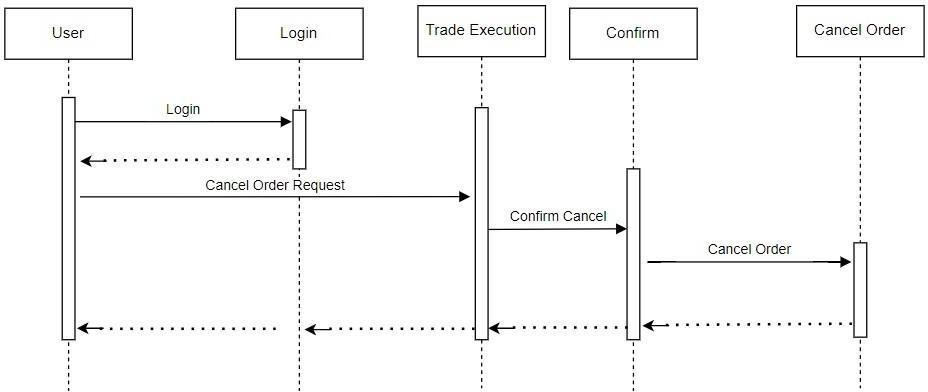 User
Login
Trade Execution
Confirm
Cancel Order
Login
Cancel Order Request
Confirm Cancel
Cancel Order